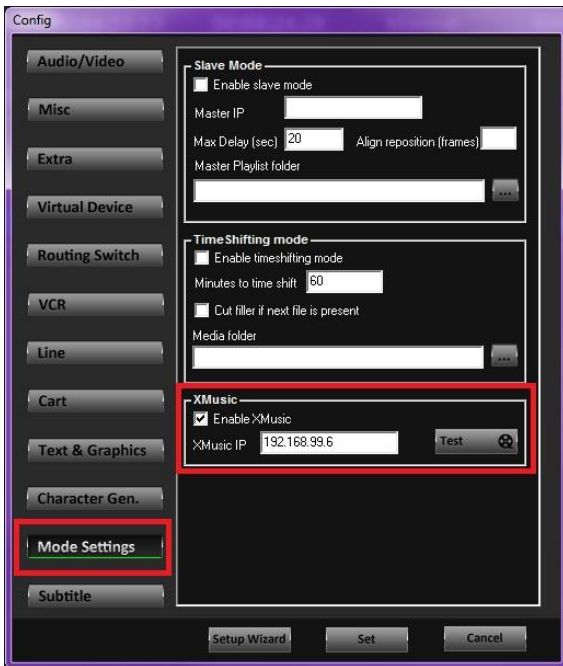 Config
Audio/Video
Misc
Extra
Virtual Device
Routing Switch
VCR
Line
Cart
Text & Graphics
Character Gen.
Mode Settings
Subtitle
Slave Mode
Enable slave mode
Master IP
Max Delay (sec) 20 Align reposition (frames)
Master Playlist folder
...
TimeShifting mode
Enable timeshifting mode
Minutes to time shift 60
Cut filler if next file is present
Media folder
...
XMusic
Enable XMusic
XMusic IP 192.168.99.6 Test
Setup Wizard Set Cancel